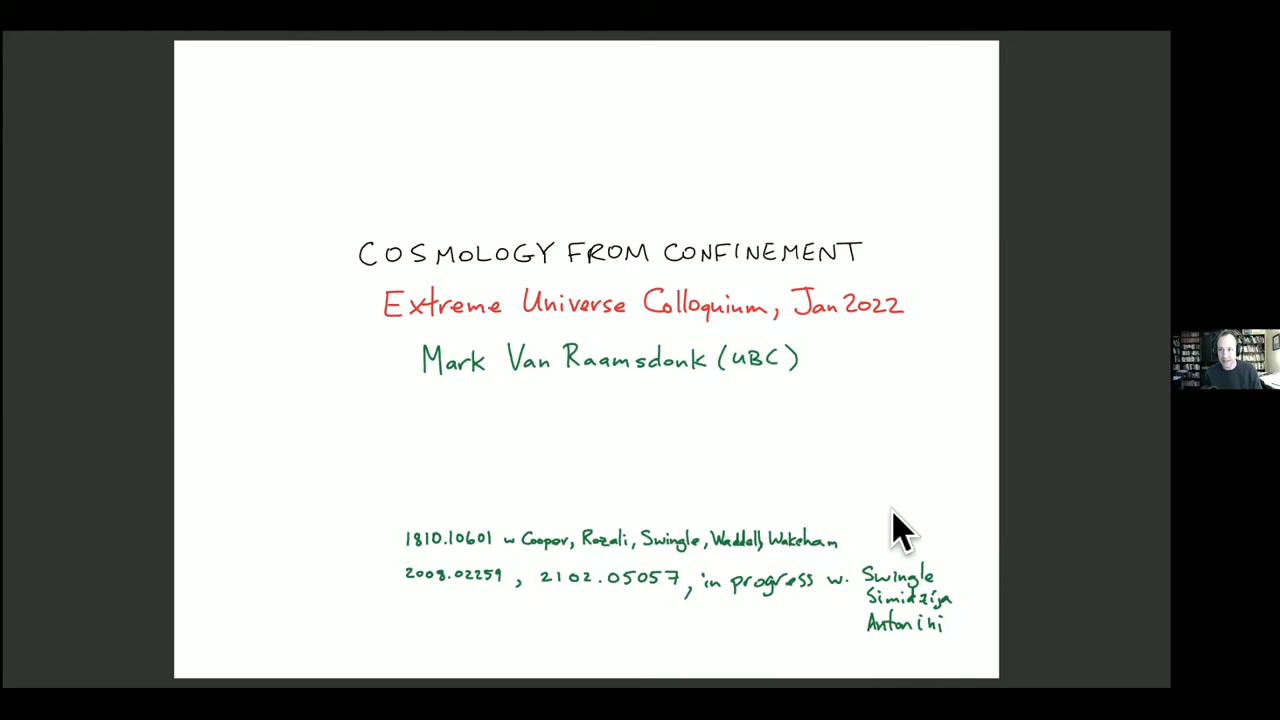 COSMOLOGY FROM CONFINEMENT
Extreme Universe Colloquium, Jan 2022
Mark Van Raamsdonk (UBC)
1810.10601 w Cooper, Rozali, Swingle, Waddell, Wakeham
2008.02259, 2102.05057, in progress w. Swingle
Simidzija
Antonini